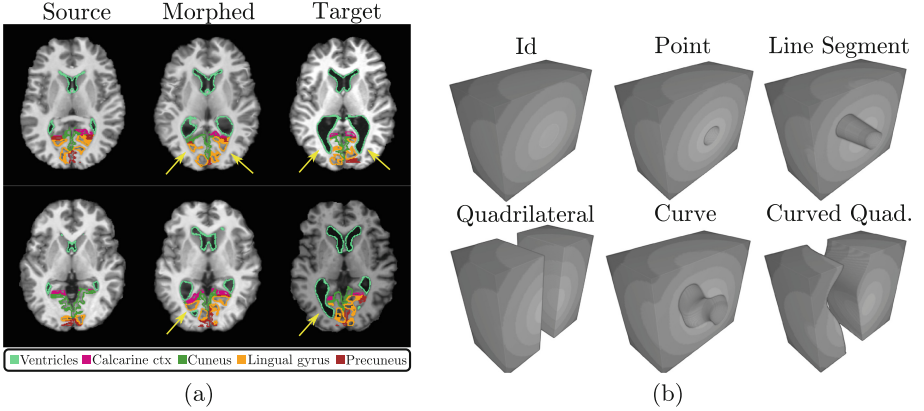 Source Morphed Target
Ventricles Calcarine ctx Cuneus Lingual gyrus Precuneus
(a)
Id Point Line Segment
Quadrilateral Curve Curved Quad.
(b)